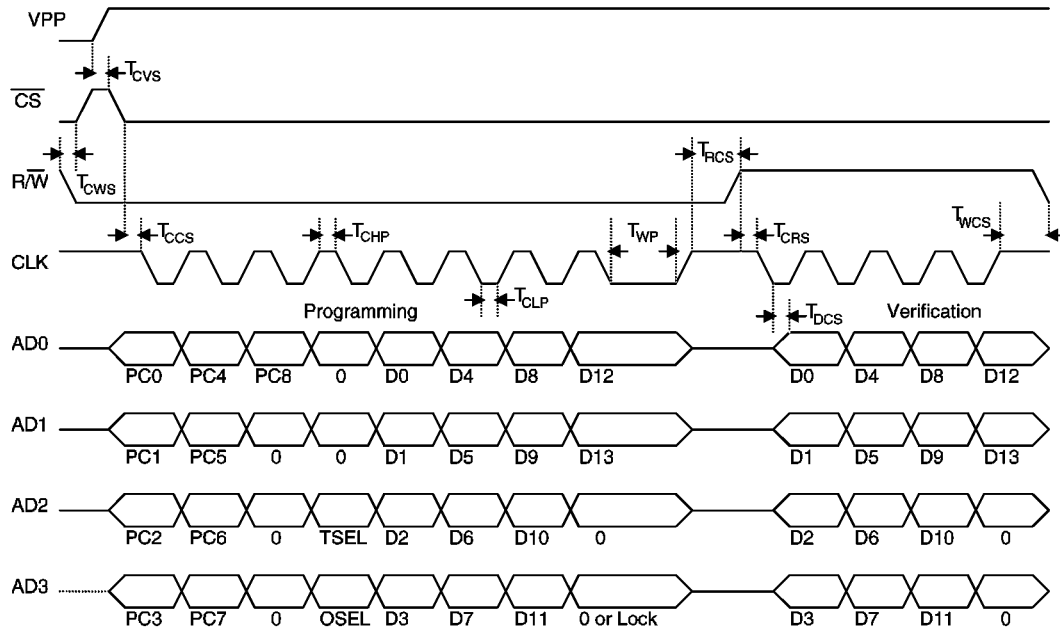 VPP
T_CVS
C̅S̅
T_RCS
R/W̅
T_CWS
T_CCS
T_CHP
T_WP
T_CRS
T_WCS
CLK
T_CLP
Programming
T_DCS
Verification
AD0
PC0 PC4 PC8 0 D0 D4 D8 D12 D0 D4 D8 D12
AD1
PC1 PC5 0 0 D1 D5 D9 D13 D1 D5 D9 D13
AD2
PC2 PC6 0 TSEL D2 D6 D10 0 D2 D6 D10 0
AD3
PC3 PC7 0 OSEL D3 D7 D11 0 or Lock D3 D7 D11 0